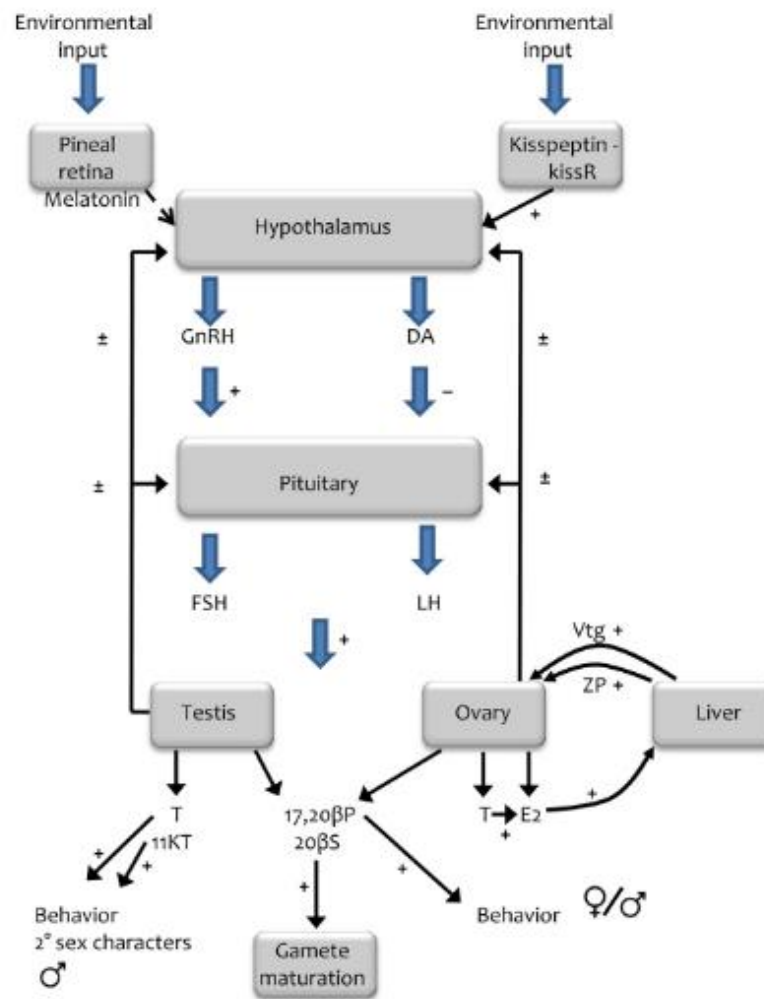 Environmental
input
Environmental
input
Pineal
retina
Melatonin
Kisspeptin -
kissR
+
Hypothalamus
±
±
GnRH
DA
+
–
±
±
Pituitary
FSH
LH
+
Vtg +
ZP +
Testis
Ovary
Liver
T
11KT
17,20βP
20βS
T
E2
+
+
+
+
+
+
Behavior
2° sex characters
♂
Behavior
♀/♂
Gamete
maturation